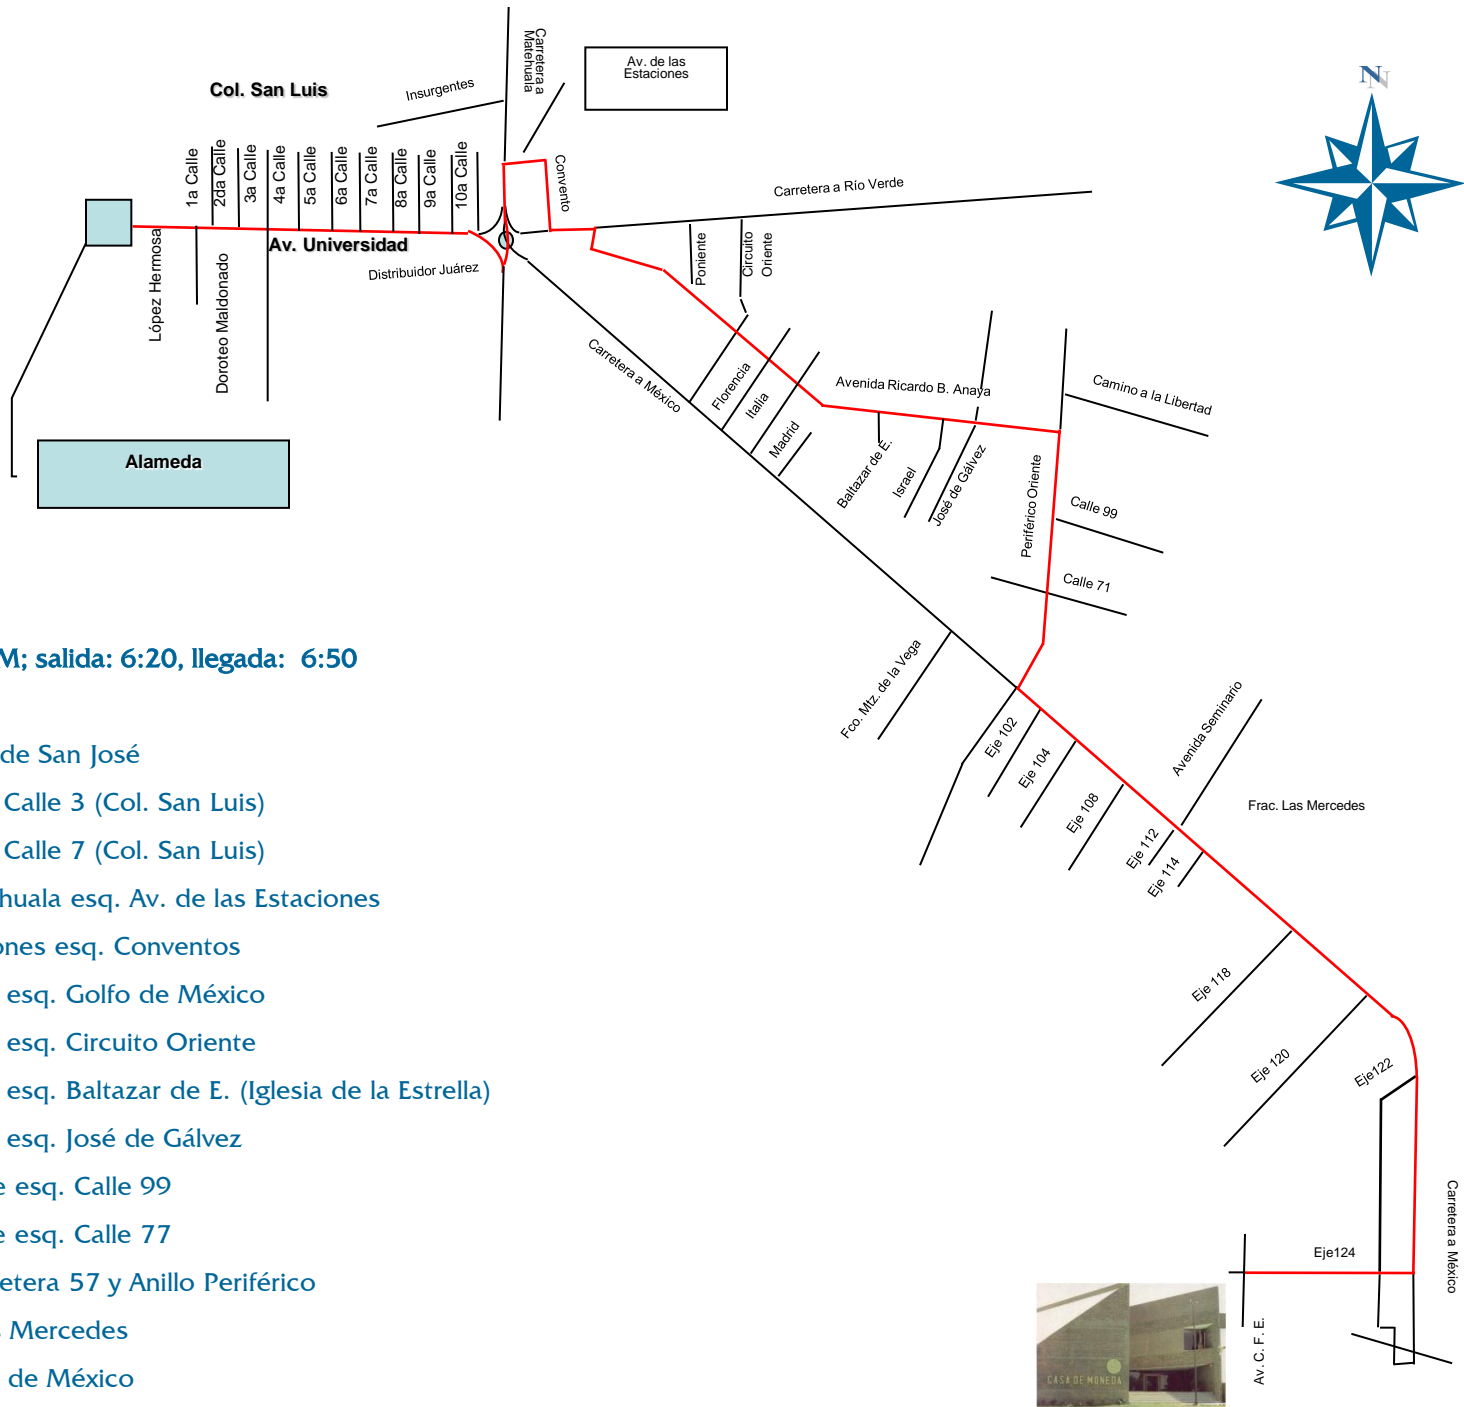 N
N
Carretera a
Matehuala
Av. de las
Estaciones
Col. San Luis
Insurgentes
1a Calle
2da Calle
3a Calle
4a Calle
5a Calle
6a Calle
7a Calle
8a Calle
9a Calle
10a Calle
Convento
Carretera a Río Verde
Av. Universidad
Distribuidor Juárez
López Hermosa
Doroteo Maldonado
Poniente
Circuito
Oriente
Carretera a México
Florencia
Italia
Madrid
Avenida Ricardo B. Anaya
Camino a la Libertad
Baltazar de E.
Israel
José de Gálvez
Periférico Oriente
Calle 99
Calle 71
Alameda
Fco. Mtz. de la Vega
Eje 102
Eje 104
Eje 108
Eje 112
Eje 114
Avenida Seminario
Frac. Las Mercedes
Eje 118
Eje 120
Eje122
Eje124
Carretera a México
Av. C. F. E.
CASA DE MONEDA
M; salida: 6:20, llegada: 6:50
de San José
Calle 3 (Col. San Luis)
Calle 7 (Col. San Luis)
huala esq. Av. de las Estaciones
ones esq. Conventos
esq. Golfo de México
esq. Circuito Oriente
esq. Baltazar de E. (Iglesia de la Estrella)
esq. José de Gálvez
e esq. Calle 99
e esq. Calle 77
etera 57 y Anillo Periférico
s Mercedes
de México